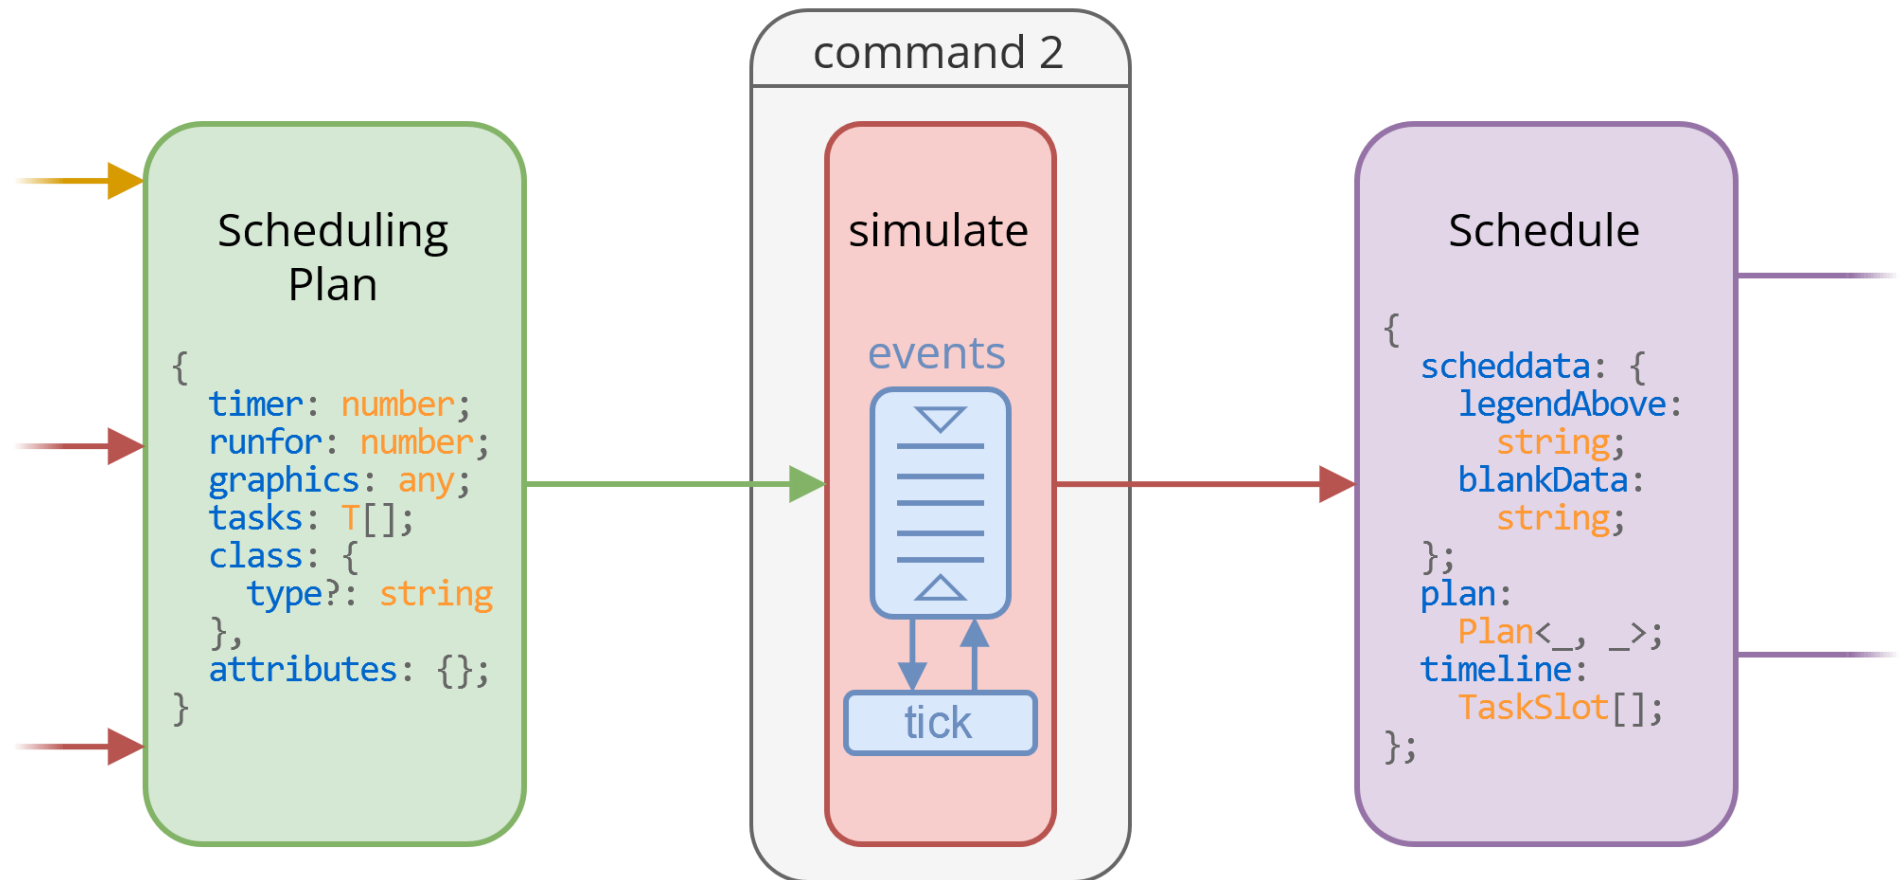 command 2
Scheduling
Plan
{
timer: number;
runfor: number;
graphics: any;
tasks: T[];
class: {
type?: string
},
attributes: {};
}
simulate
events
tick
Schedule
{
scheddata: {
legendAbove:
string;
blankData:
string;
};
plan:
Plan<_, _>;
timeline:
TaskSlot[];
};